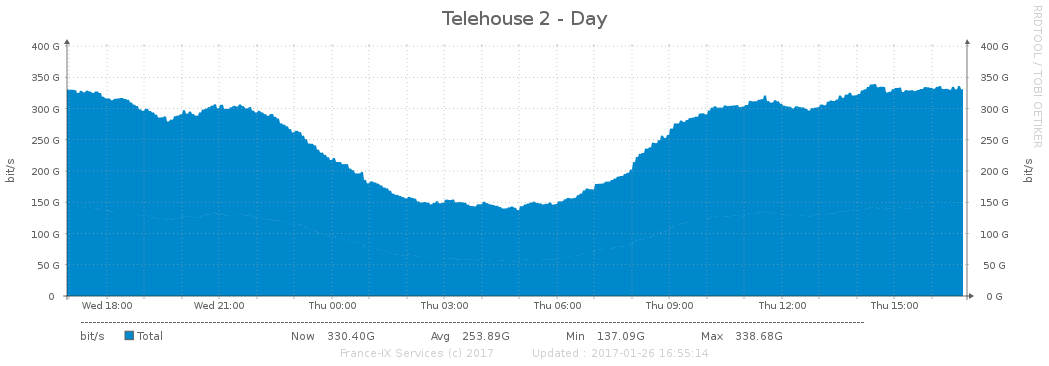 Telehouse 2 - Day
RRDTOOL / TOBI OETIKER
400 G 400 G
350 G 350 G
300 G 300 G
250 G 250 G
200 G 200 G
150 G 150 G
100 G 100 G
50 G 50 G
0 0 G
bit/s bit/s
Wed 18:00 Wed 21:00 Thu 00:00 Thu 03:00 Thu 06:00 Thu 09:00 Thu 12:00 Thu 15:00
bit/s Total Now 330.40G Avg 253.89G Min 137.09G Max 338.68G
France-IX Services (c) 2017 Updated : 2017-01-26 16:55:14